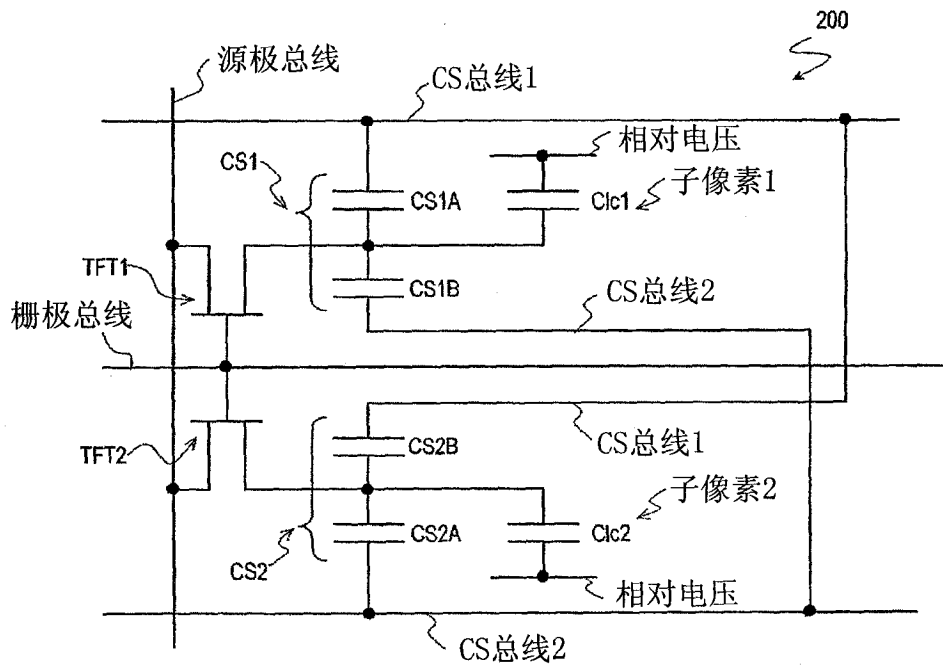 200
源极总线
CS总线1
相对电压
CS1
CS1A
Clc1
子像素1
TFT1
CS1B
CS总线2
栅极总线
TFT2
CS2B
CS总线1
子像素2
CS2
CS2A
Clc2
相对电压
CS总线2